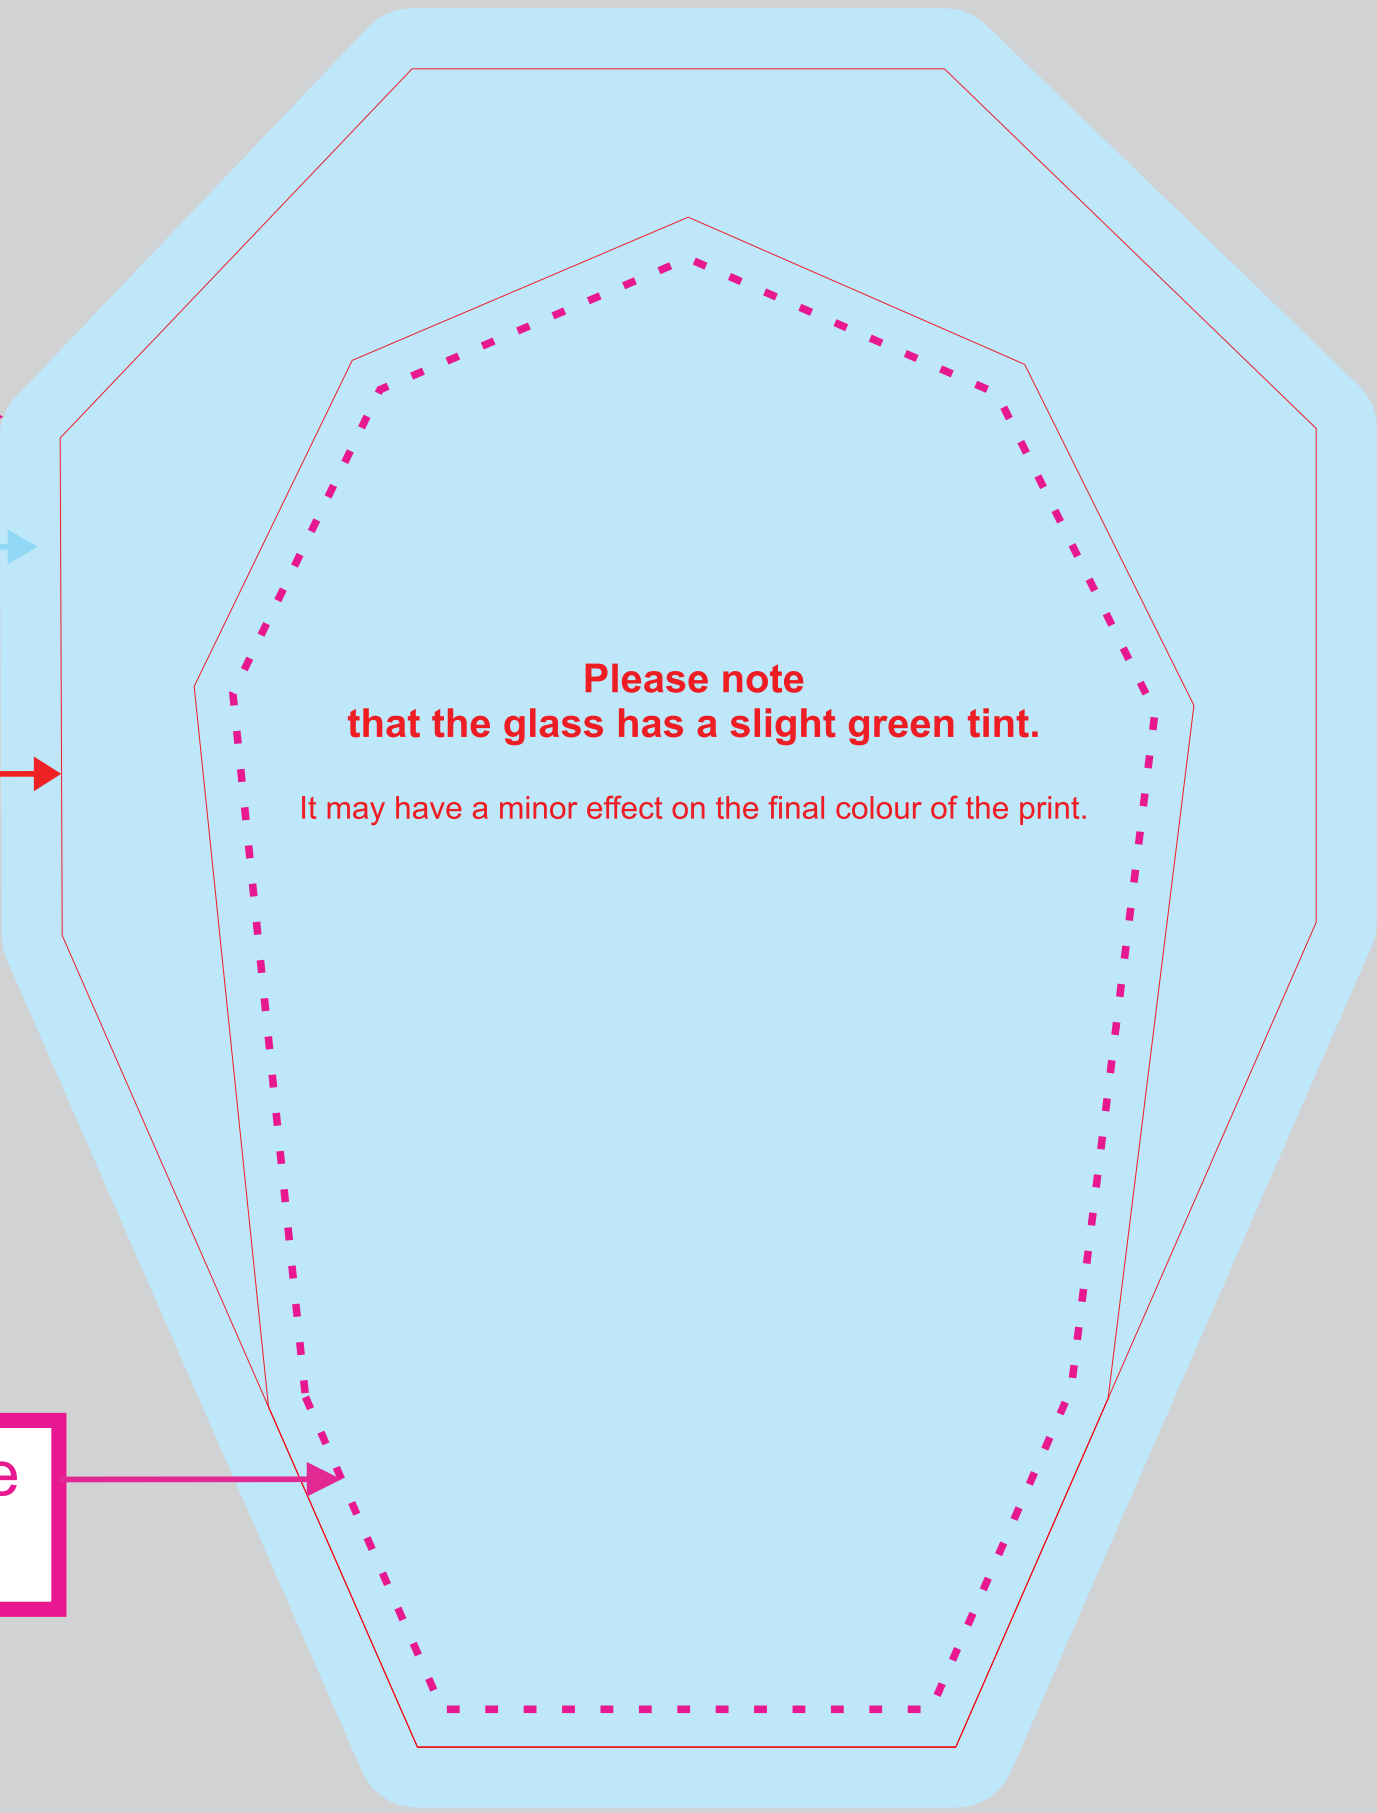 Please note
that the glass has a slight green tint.
It may have a minor effect on the final colour of the print.